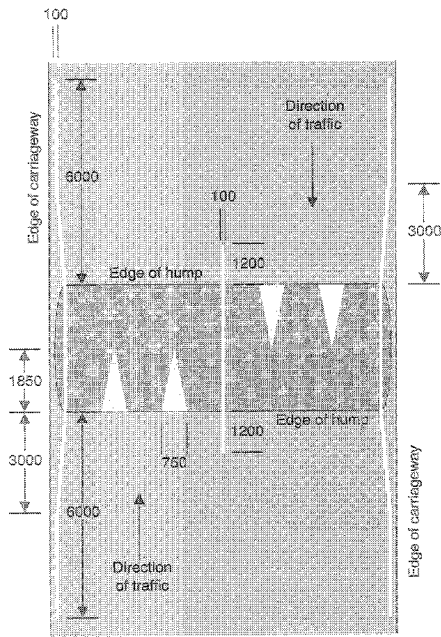 100
Edge of carriageway
6000
Direction
of traffic
100
3000
1200
Edge of hump
1850
1200
Edge of hump
750
3000
6000
Direction
of traffic
Edge of carriageway